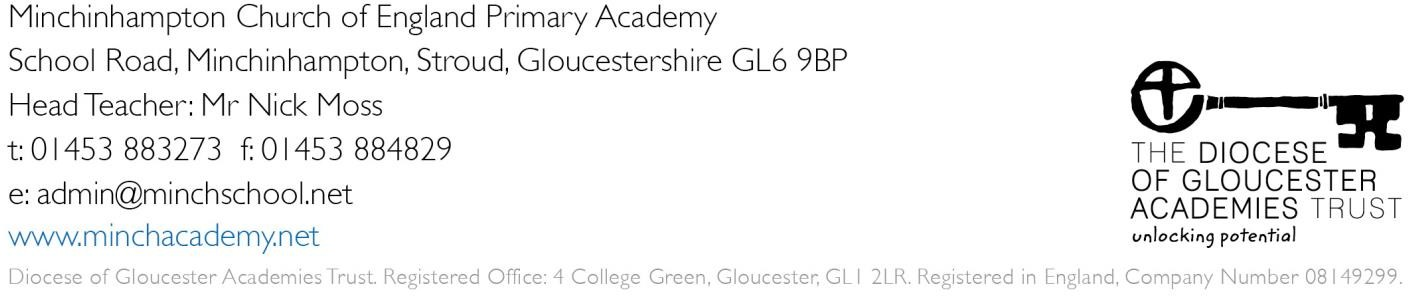 Minchinhampton Church of England Primary Academy
School Road, Minchinhampton, Stroud, Gloucestershire GL6 9BP
Head Teacher: Mr Nick Moss
t: 01453 883273 f: 01453 884829
e: admin@minchschool.net
www.minchacademy.net
THE DIOCESE
OF GLOUCESTER
ACADEMIES TRUST
unlocking potential
Diocese of Gloucester Academies Trust. Registered Office: 4 College Green, Gloucester, GL1 2LR. Registered in England, Company Number 08149299.